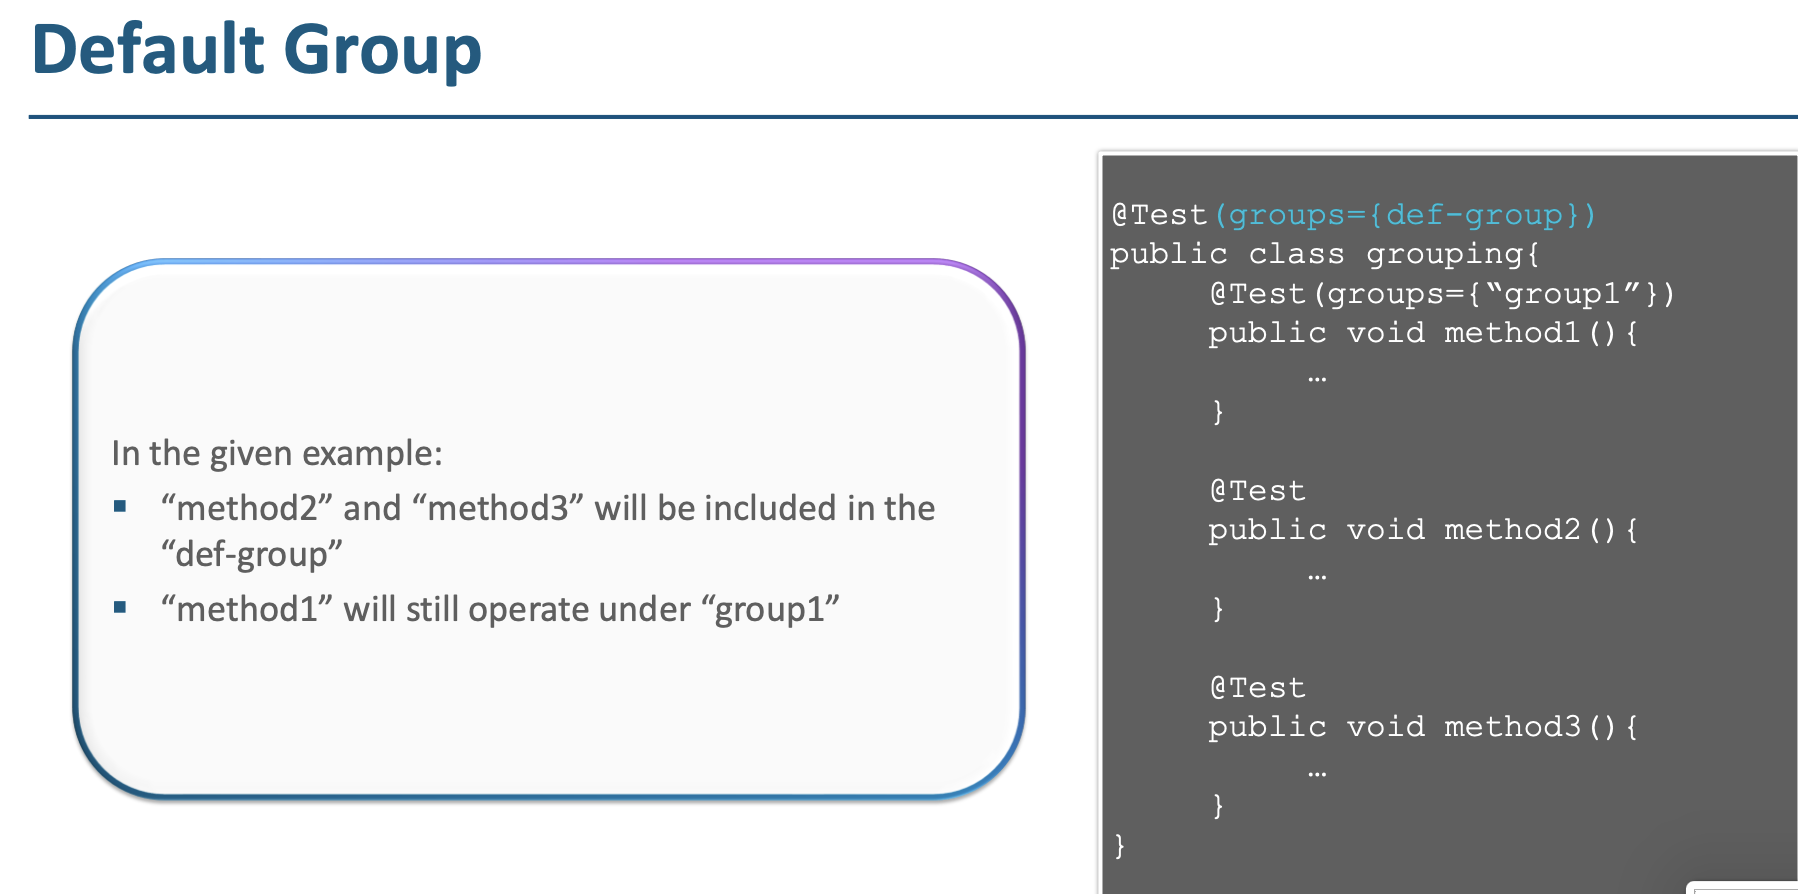 Default Group
In the given example:
▪ “method2” and “method3” will be included in the
“def-group”
▪ “method1” will still operate under “group1”
@Test(groups={def-group})
public class grouping{
@Test(groups={“group1”})
public void method1(){
…
}
@Test
public void method2(){
…
}
@Test
public void method3(){
…
}
}